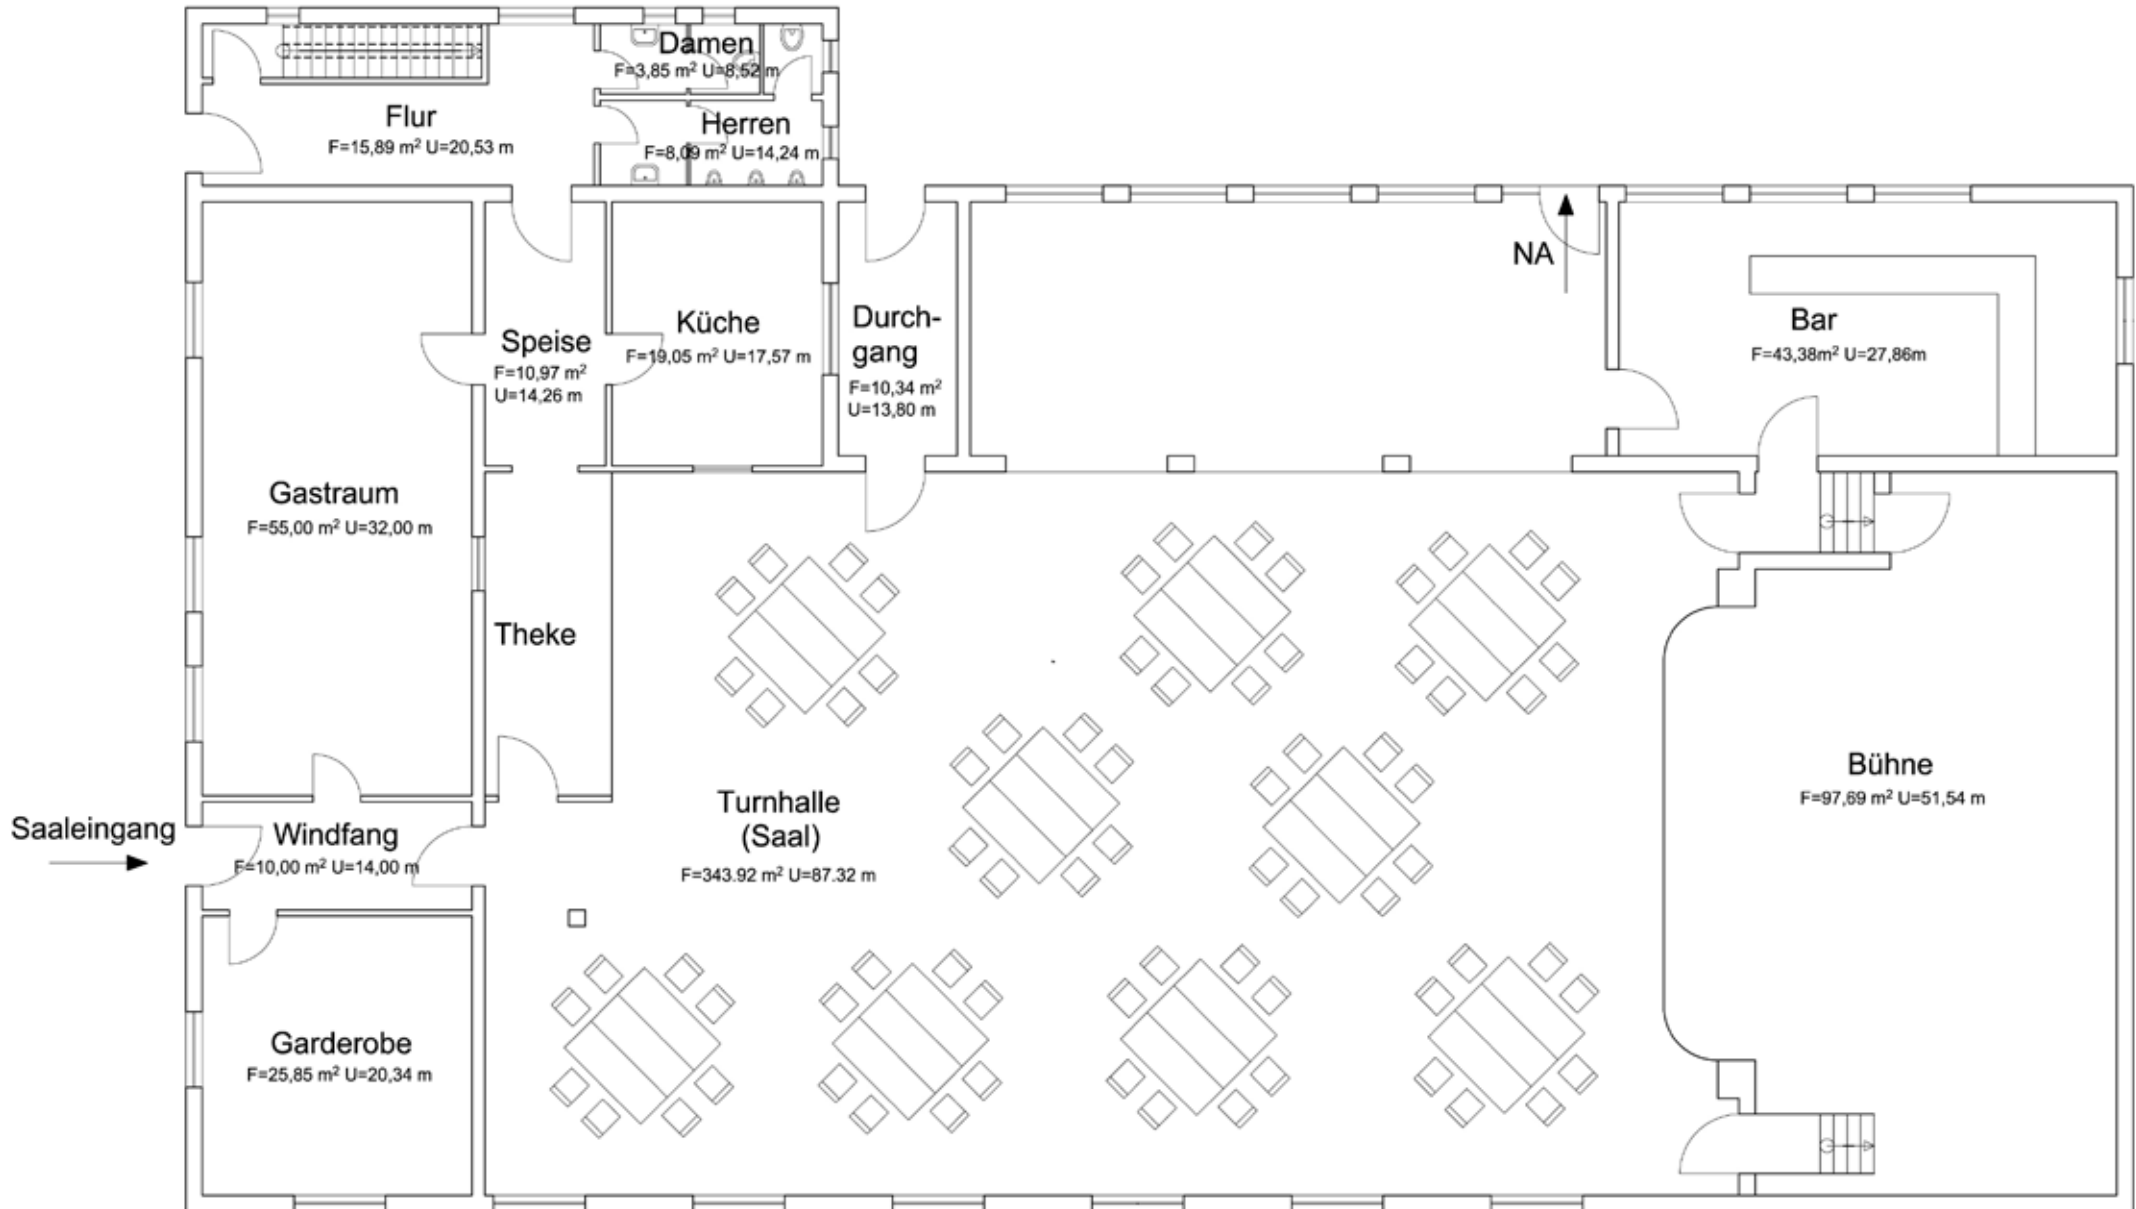 Damen
F=3,85 m² U=8,52 m
Flur
F=15,89 m² U=20,53 m
Herren
F=8,09 m² U=14,24 m
NA
Speise
F=10,97 m²
U=14,26 m
Küche
F=19,05 m² U=17,57 m
Durch-
gang
F=10,34 m²
U=13,80 m
Bar
F=43,38m² U=27,86m
Gastraum
F=55,00 m² U=32,00 m
Theke
Turnhalle
(Saal)
F=343.92 m² U=87.32 m
Bühne
F=97,69 m² U=51,54 m
Saaleingang
Windfang
F=10,00 m² U=14,00 m
Garderobe
F=25,85 m² U=20,34 m